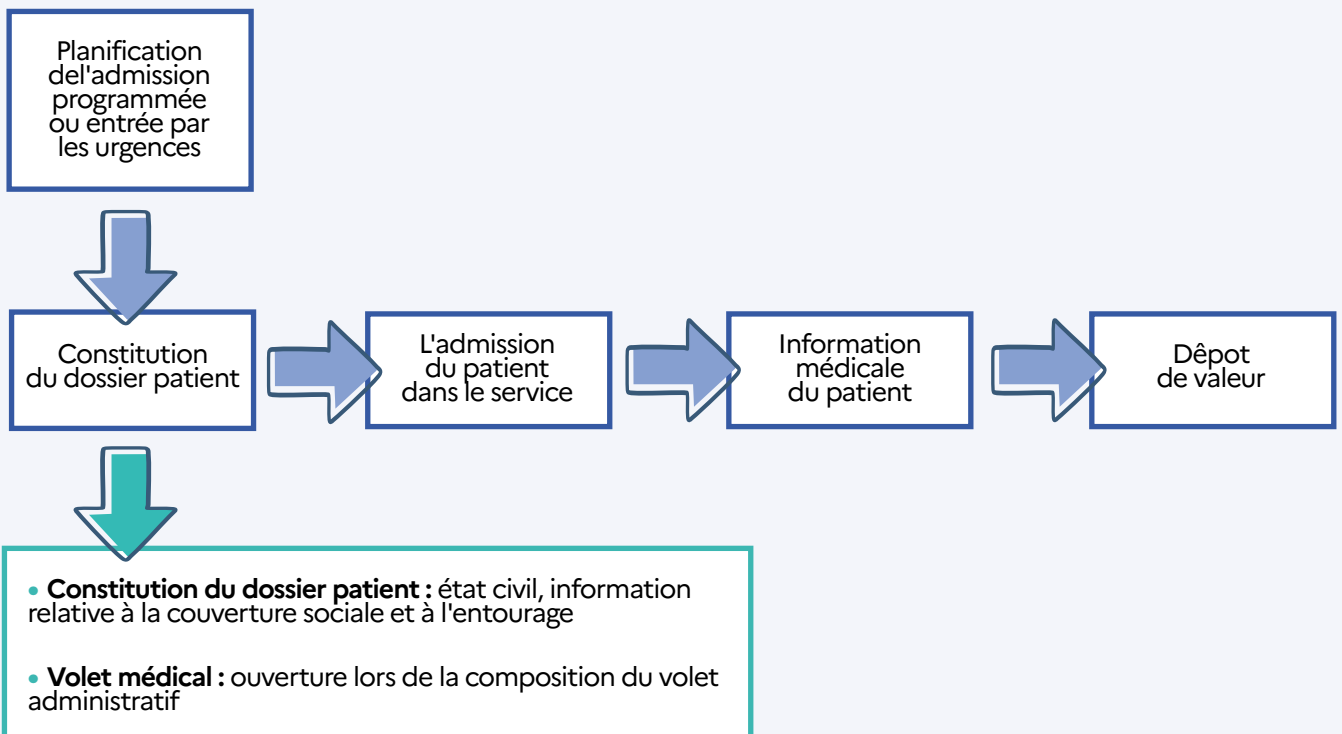 Planification
del'admission
programmée
ou entrée par
les urgences
Constitution
du dossier patient
L'admission
du patient
dans le service
Information
médicale
du patient
Dêpot
de valeur
• Constitution du dossier patient : état civil, information
relative à la couverture sociale et à l'entourage
• Volet médical : ouverture lors de la composition du volet
administratif